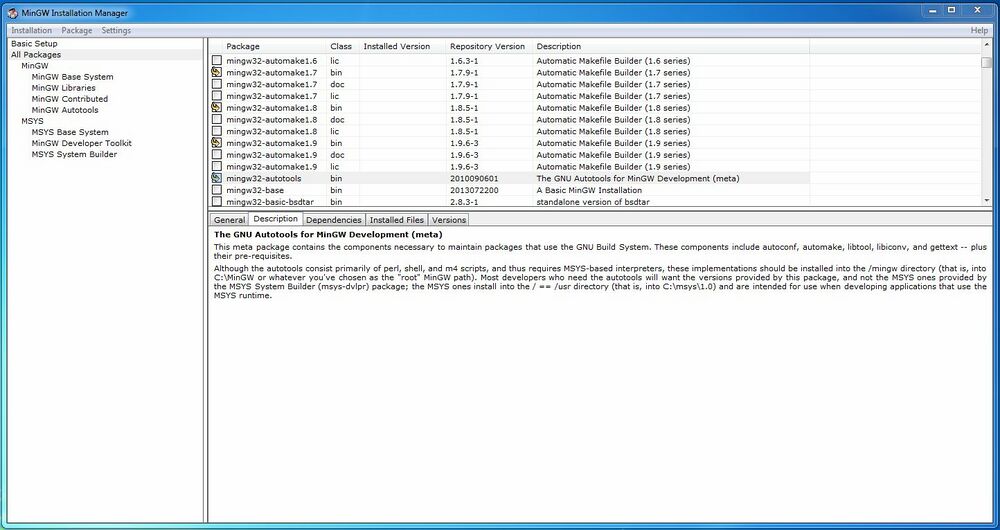 MinGW Installation Manager
Installation Package Settings Help
Basic Setup
All Packages
MinGW
MinGW Base System
MinGW Libraries
MinGW Contributed
MinGW Autotools
MSYS
MSYS Base System
MinGW Developer Toolkit
MSYS System Builder
Package Class Installed Version Repository Version Description
mingw32-automake1.6 lic 1.6.3-1 Automatic Makefile Builder (1.6 series)
mingw32-automake1.7 bin 1.7.9-1 Automatic Makefile Builder (1.7 series)
mingw32-automake1.7 doc 1.7.9-1 Automatic Makefile Builder (1.7 series)
mingw32-automake1.7 lic 1.7.9-1 Automatic Makefile Builder (1.7 series)
mingw32-automake1.8 bin 1.8.5-1 Automatic Makefile Builder (1.8 series)
mingw32-automake1.8 doc 1.8.5-1 Automatic Makefile Builder (1.8 series)
mingw32-automake1.8 lic 1.8.5-1 Automatic Makefile Builder (1.8 series)
mingw32-automake1.9 bin 1.9.6-3 Automatic Makefile Builder (1.9 series)
mingw32-automake1.9 doc 1.9.6-3 Automatic Makefile Builder (1.9 series)
mingw32-automake1.9 lic 1.9.6-3 Automatic Makefile Builder (1.9 series)
mingw32-autotools bin 2010090601 The GNU Autotools for MinGW Development (meta)
mingw32-base bin 2013072200 A Basic MinGW Installation
mingw32-basic-bsdtar bin 2.8.3-1 standalone version of bsdtar
General Description Dependencies Installed Files Versions
The GNU Autotools for MinGW Development (meta)
This meta package contains the components necessary to maintain packages that use the GNU Build System. These components include autoconf, automake, libtool, libiconv, and gettext -- plus
their pre-requisites.
Although the autotools consist primarily of perl, shell, and m4 scripts, and thus requires MSYS-based interpreters, these implementations should be installed into the /mingw directory (that is, into
C:\MinGW or whatever you've chosen as the "root" MinGW path). Most developers who need the autotools will want the versions provided by this package, and not the MSYS ones provided by
the MSYS System Builder (msys-dvlpr) package; the MSYS ones install into the / == /usr directory (that is, into C:\msys\1.0) and are intended for use when developing applications that use the
MSYS runtime.